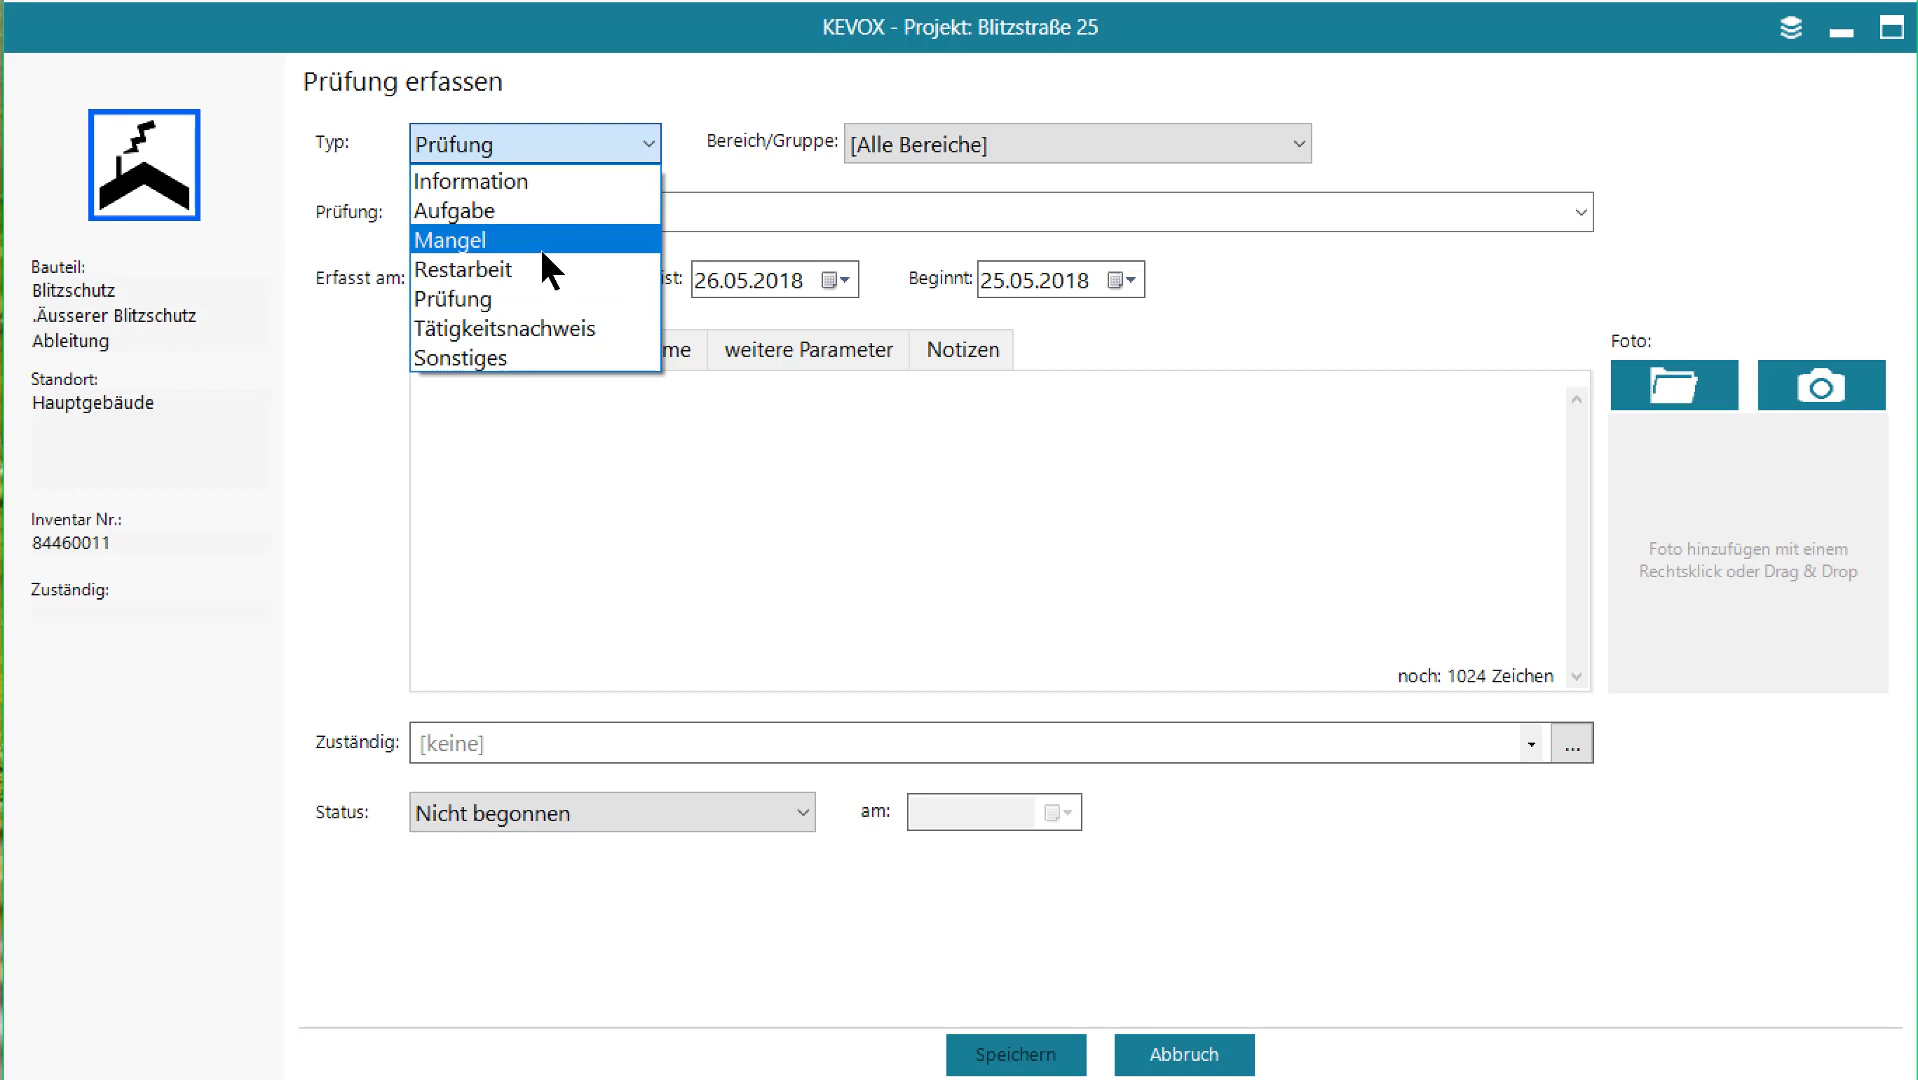 KEVOX - Projekt: Blitzstraße 25
Prüfung erfassen
Typ:
Prüfung
Bereich/Gruppe:
[Alle Bereiche]
Information
Aufgabe
Mangel
Restarbeit
Prüfung
Tätigkeitsnachweis
Sonstiges
Prüfung:
Erfasst am:
ist:
26.05.2018
Beginnt:
25.05.2018
me
weitere Parameter
Notizen
noch: 1024 Zeichen
Foto:
Foto hinzufügen mit einem
Rechtsklick oder Drag & Drop
Bauteil:
Blitzschutz
.Äusserer Blitzschutz
Ableitung
Standort:
Hauptgebäude
Inventar Nr.:
84460011
Zuständig:
Zuständig:
[keine]
...
Status:
Nicht begonnen
am:
Speichern
Abbruch